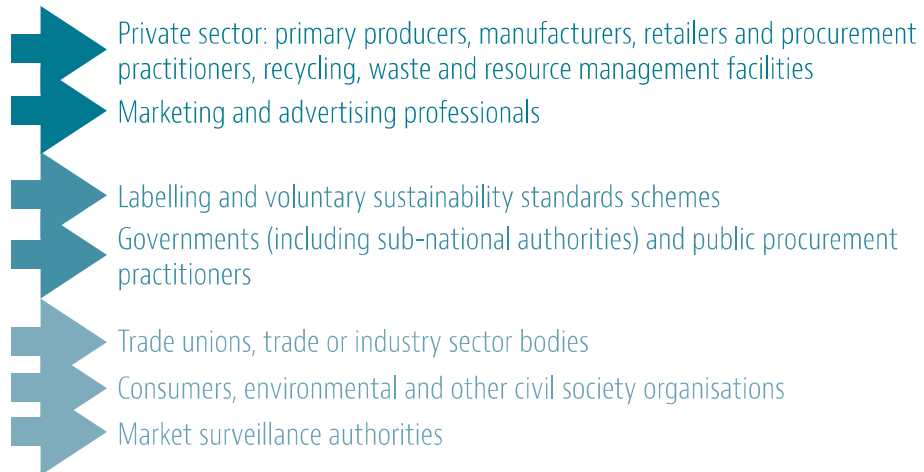 Private sector: primary producers, manufacturers, retailers and procurement
practitioners, recycling, waste and resource management facilities
Marketing and advertising professionals
Labelling and voluntary sustainability standards schemes
Governments (including sub-national authorities) and public procurement
practitioners
Trade unions, trade or industry sector bodies
Consumers, environmental and other civil society organisations
Market surveillance authorities